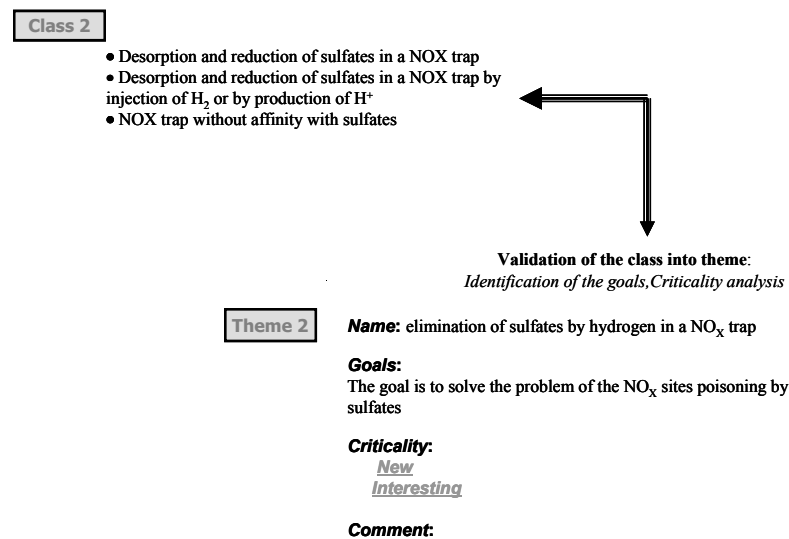 Class 2
● Desorption and reduction of sulfates in a NOX trap
● Desorption and reduction of sulfates in a NOX trap by
injection of H₂ or by production of H⁺
● NOX trap without affinity with sulfates
Validation of the class into theme:
Identification of the goals,Criticality analysis
Theme 2
Name: elimination of sulfates by hydrogen in a NOₓ trap
Goals:
The goal is to solve the problem of the NOₓ sites poisoning by
sulfates
Criticality:
New
Interesting
Comment: